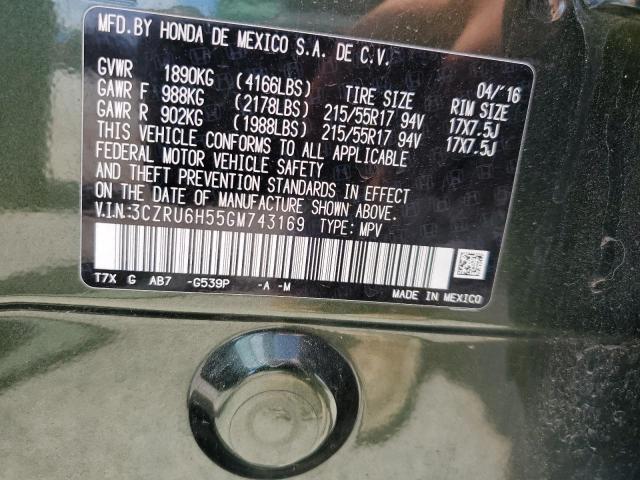 MFD.BY HONDA DE MEXICO S.A. DE C.V.
04/'16
GVWR 1890KG (4166LBS) TIRE SIZE RIM SIZE
GAWR F 988KG (2178LBS) 215/55R17 94V 17X7.5J
GAWR R 902KG (1988LBS) 215/55R17 94V 17X7.5J
THIS VEHICLE CONFORMS TO ALL APPLICABLE
FEDERAL MOTOR VEHICLE SAFETY
AND THEFT PREVENTION STANDARDS IN EFFECT
ON THE DATE OF MANUFACTURE SHOWN ABOVE.
V.I.N:3CZRU6H55GM743169 TYPE: MPV
T7X G AB7 -G539P -A -M
MADE IN MEXICO